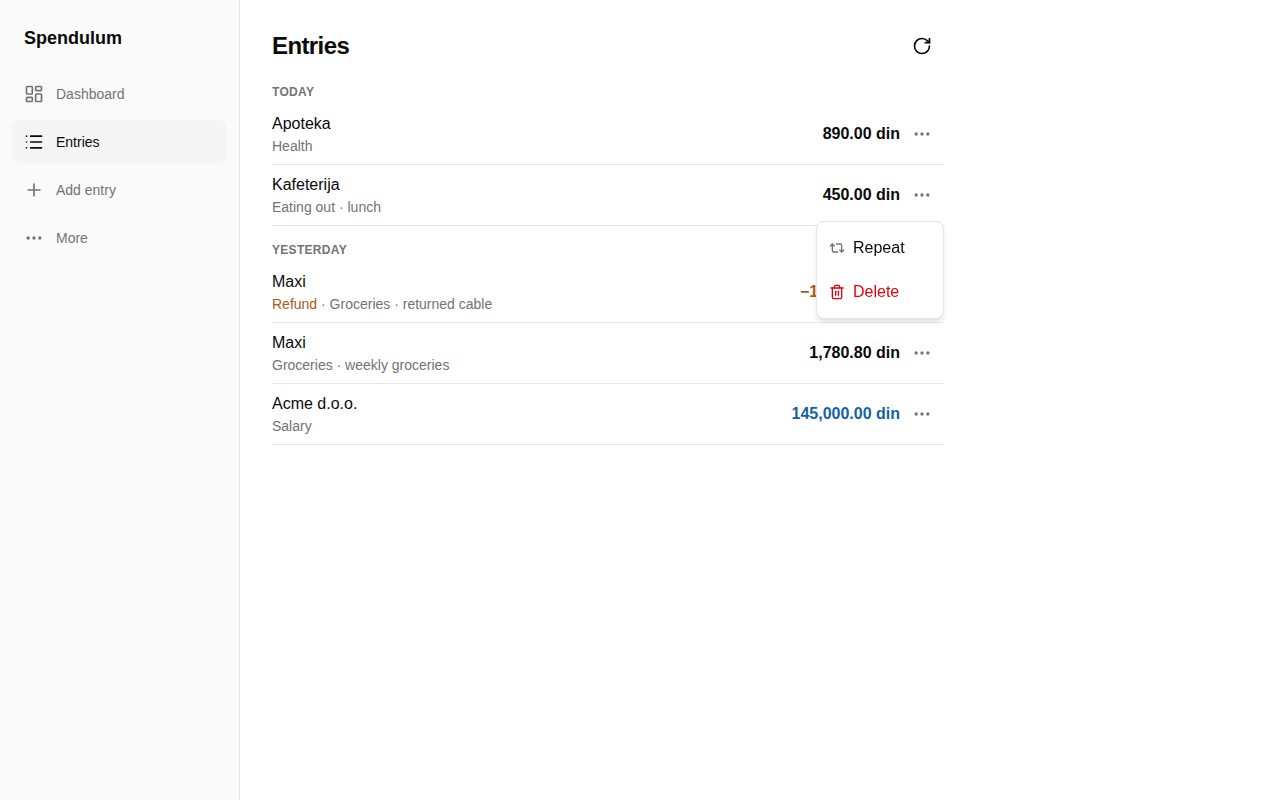 Spendulum
Dashboard
Entries
Add entry
More
Entries
TODAY
Apoteka
Health
890.00 din
Kafeterija
Eating out · lunch
450.00 din
Repeat
Delete
YESTERDAY
Maxi
Refund · Groceries · returned cable
Maxi
Groceries · weekly groceries
1,780.80 din
Acme d.o.o.
Salary
145,000.00 din